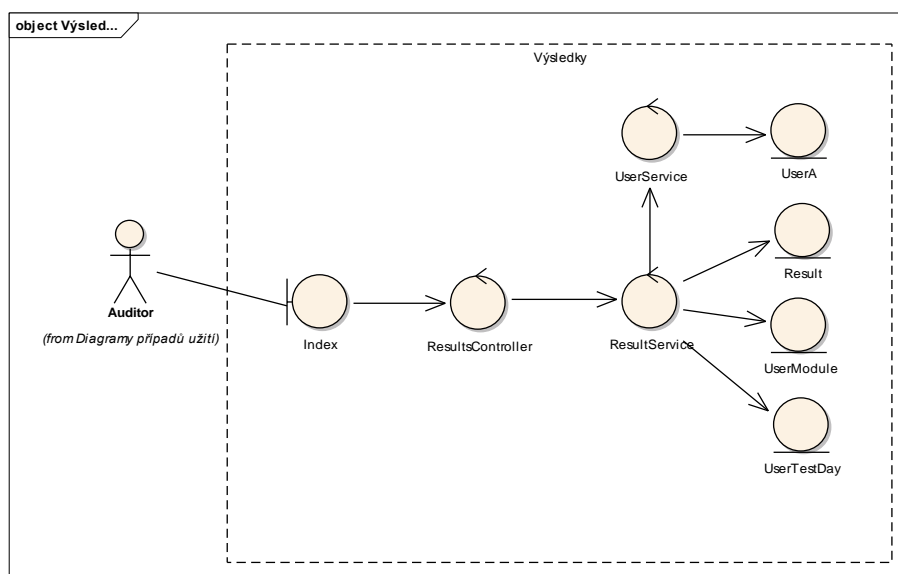 object Výsled...
Výsledky
UserService
UserA
Result
Auditor
(from Diagramy případů užití)
Index
ResultsController
ResultService
UserModule
UserTestDay